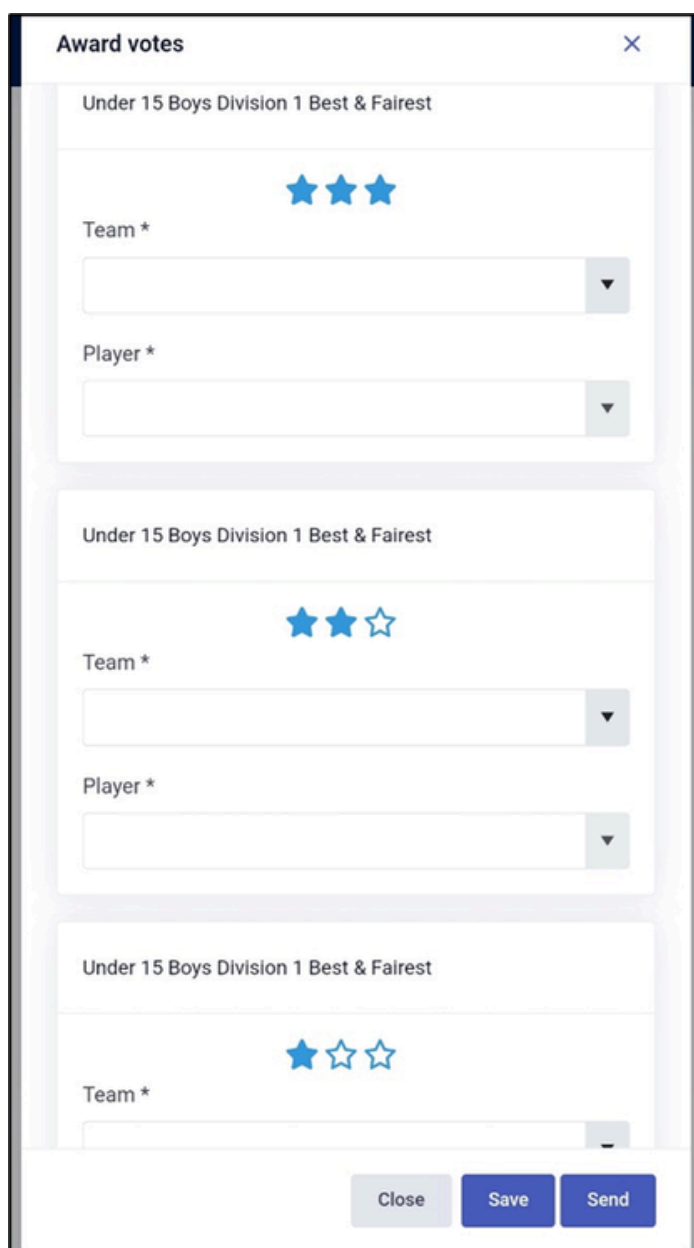 Award votes
Under 15 Boys Division 1 Best & Fairest
Team *
Player *
Under 15 Boys Division 1 Best & Fairest
Team *
Player *
Under 15 Boys Division 1 Best & Fairest
Team *
Close Save Send